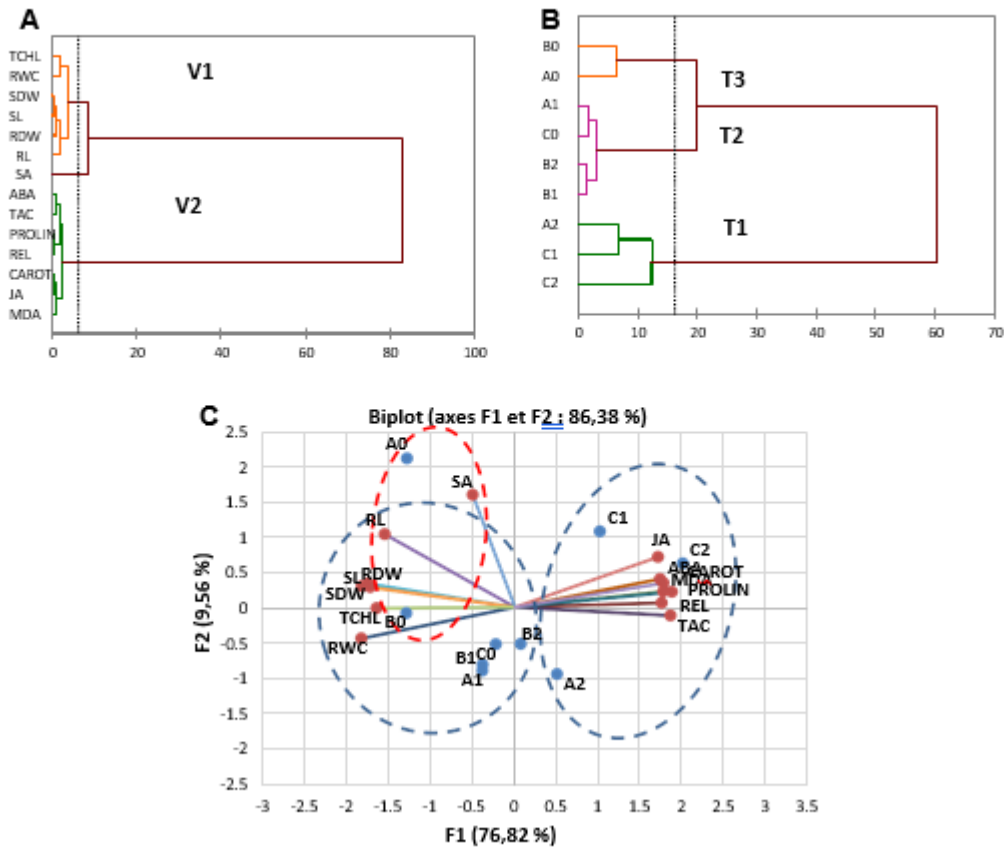 A
TCHL
RWC
SDW
SL
RDW
RL
SA
ABA
TAC
PROLIN
REL
CAROT
JA
MDA
V1
V2
0 20 40 60 80 100
B
B0
A0
A1
C0
B2
B1
A2
C1
C2
T3
T2
T1
0 10 20 30 40 50 60 70
C
Biplot (axes F1 et F2 : 86,38 %)
F2 (9,56 %)
2.5
2
1.5
1
0.5
0
-0.5
-1
-1.5
-2
-2.5
A0
SA
RL
C1
JA
C2
SL
RDW
ABA
CAROT
SDW
MDA
PROLIN
TCHL
B0
REL
TAC
RWC
B2
B1
C0
A1
A2
-3 -2.5 -2 -1.5 -1 -0.5 0 0.5 1 1.5 2 2.5 3 3.5
F1 (76,82 %)